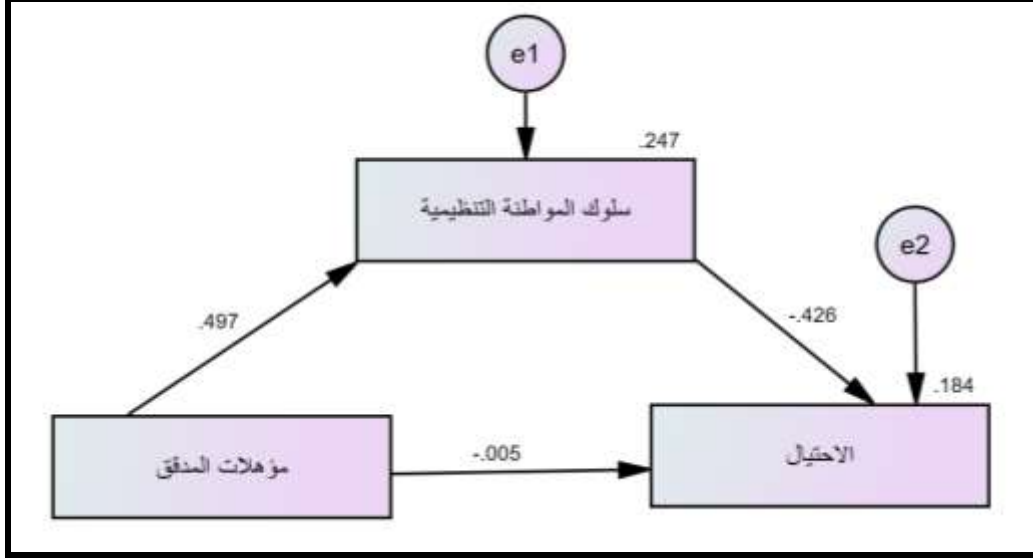 e1
.247
سلوك المواطنة التنظيمية
e2
.497
-.426
.184
مؤهلات المدقق
-.005
الاحتيال